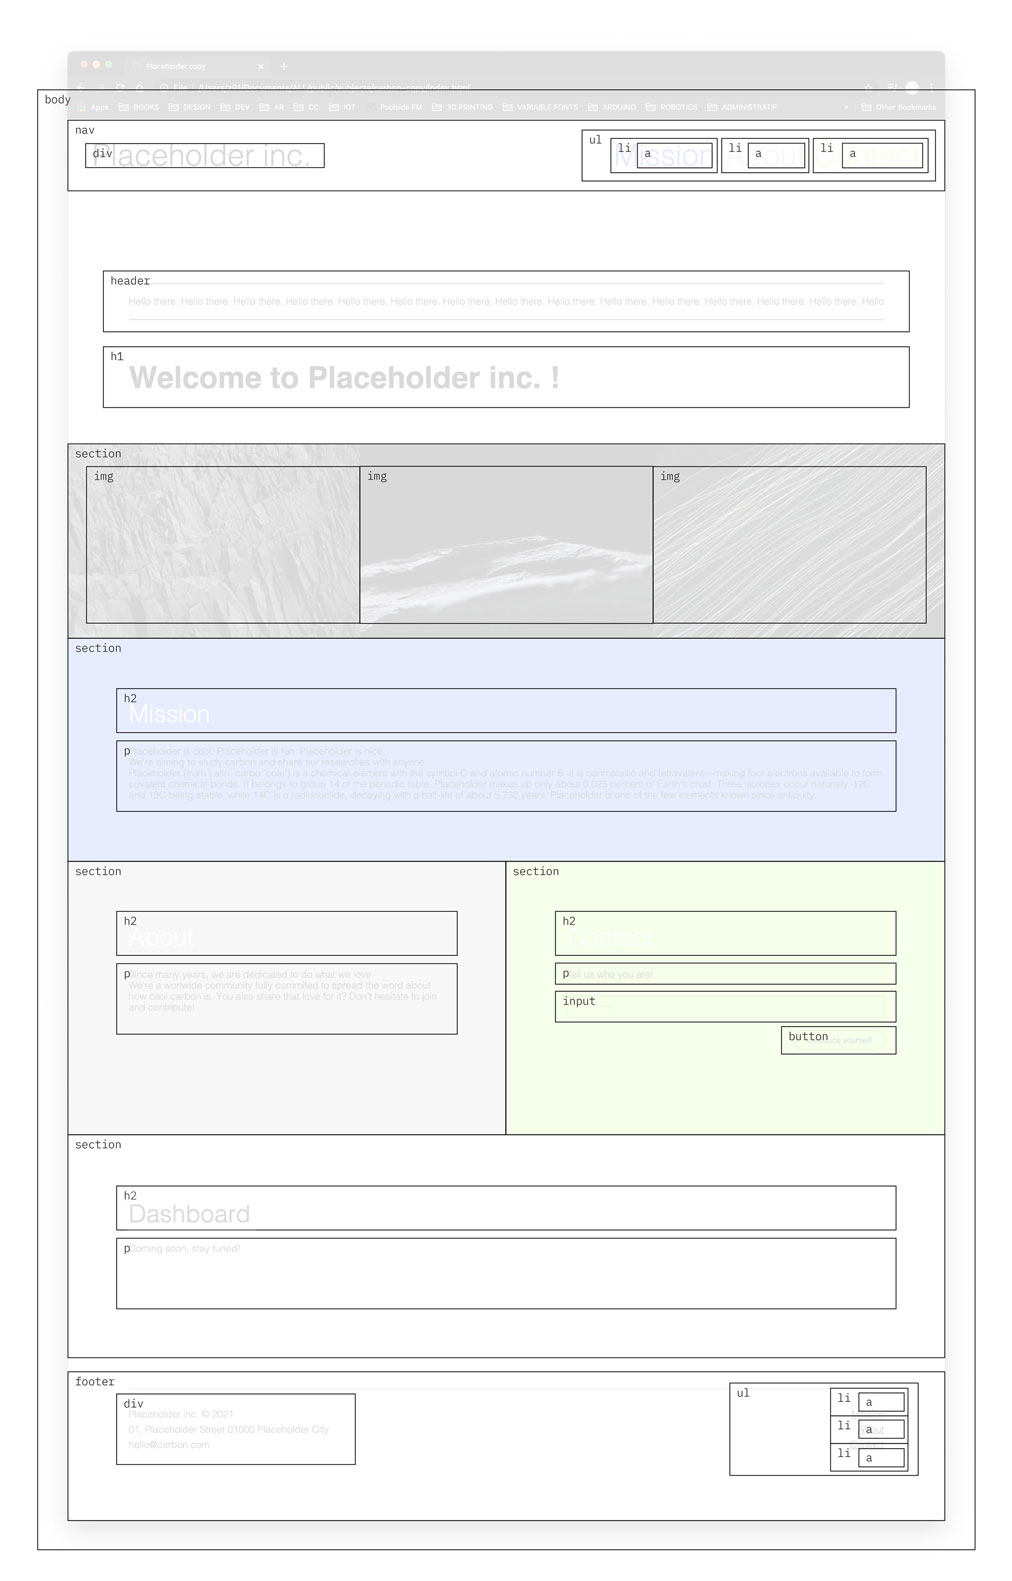 Placeholder copy
File /Users/z01/Documents/ALL/public/subjects/carbon-copy/index.html
body
Apps BOOKS DESIGN DEV AR CC IOT Poolside FM 3D PRINTING VARIABLE FONTS ARDUINO ROBOTICS ADMINISTRATIF » Other Bookmarks
nav
div
Placeholder inc.
ul
li a li a li a
Mission About Contact
header
Hello there. Hello there. Hello there. Hello there. Hello there. Hello there. Hello there. Hello there. Hello there. Hello there. Hello there. Hello there. Hello there. Hello there. Hello
h1
Welcome to Placeholder inc. !
section
img img img
section
h2
Mission
p
Placeholder is cool. Placeholder is fun. Placeholder is nice.
We're aiming to study carbon and share our researches with anyone.
Placeholder (from Latin: carbo "coal") is a chemical element with the symbol C and atomic number 6. It is nonmetallic and tetravalent—making four electrons available to form
covalent chemical bonds. It belongs to group 14 of the periodic table. Placeholder makes up only about 0.025 percent of Earth's crust. Three isotopes occur naturally, 12C
and 13C being stable, while 14C is a radionuclide, decaying with a half-life of about 5,730 years. Placeholder is one of the few elements known since antiquity.
section
h2
About
p
Since many years, we are dedicated to do what we love.
We're a worlwide community fully commited to spread the word about
how cool carbon is. You also share that love for it? Don't hesitate to join
and contribute!
section
h2
Contact
p
Tell us who you are!
input
button
yourself
section
h2
Dashboard
p
Coming soon, stay tuned!
footer
div
Placeholder inc. © 2021
01, Placeholder Street 01000 Placeholder City
hello@carbon.com
ul
li a
li a
li a